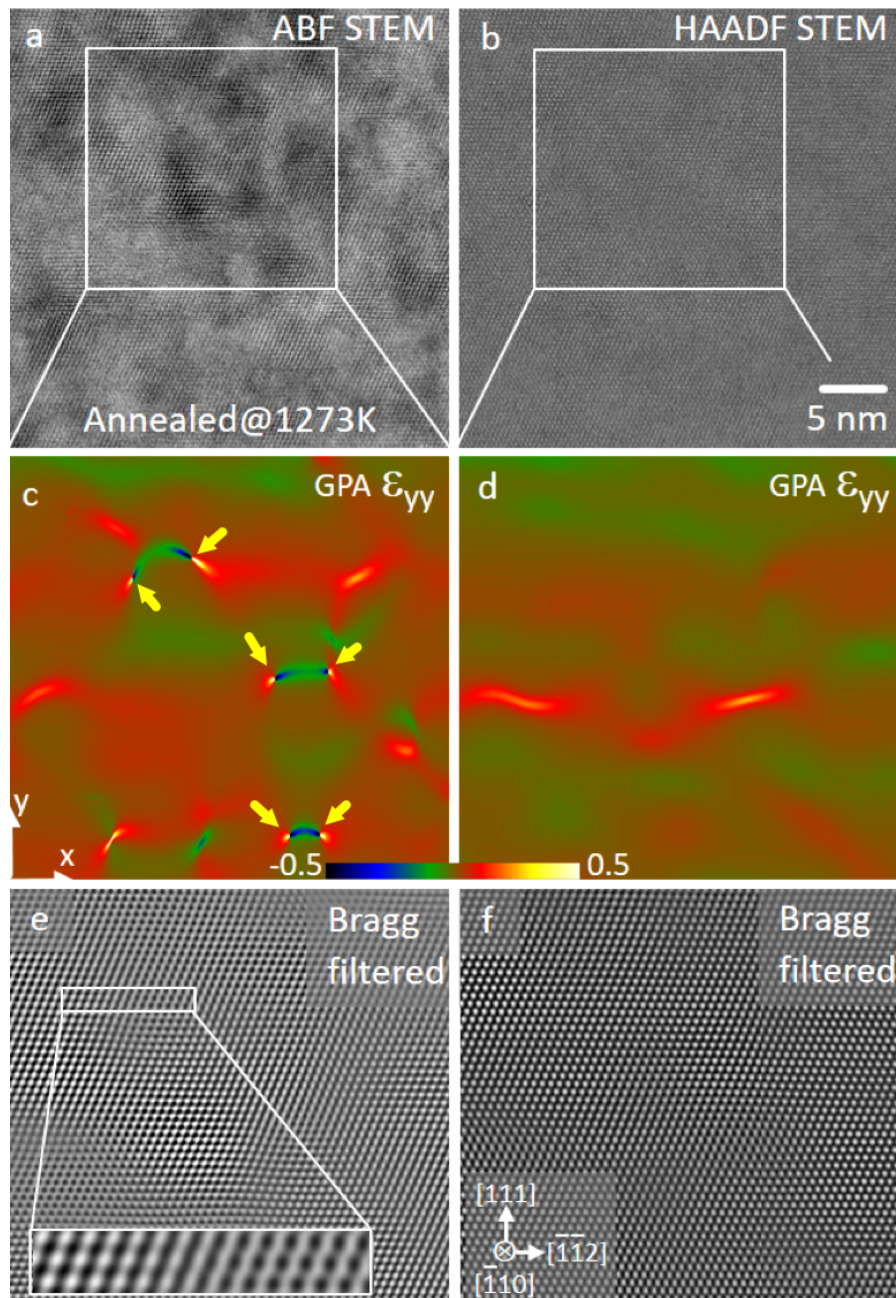 a ABF STEM
b HAADF STEM
Annealed@1273K
5 nm
c GPA εyy
d GPA εyy
y
x
-0.5 0.5
e Bragg
filtered
f Bragg
filtered
[111]
[1̅1̅2]
[1̅10]